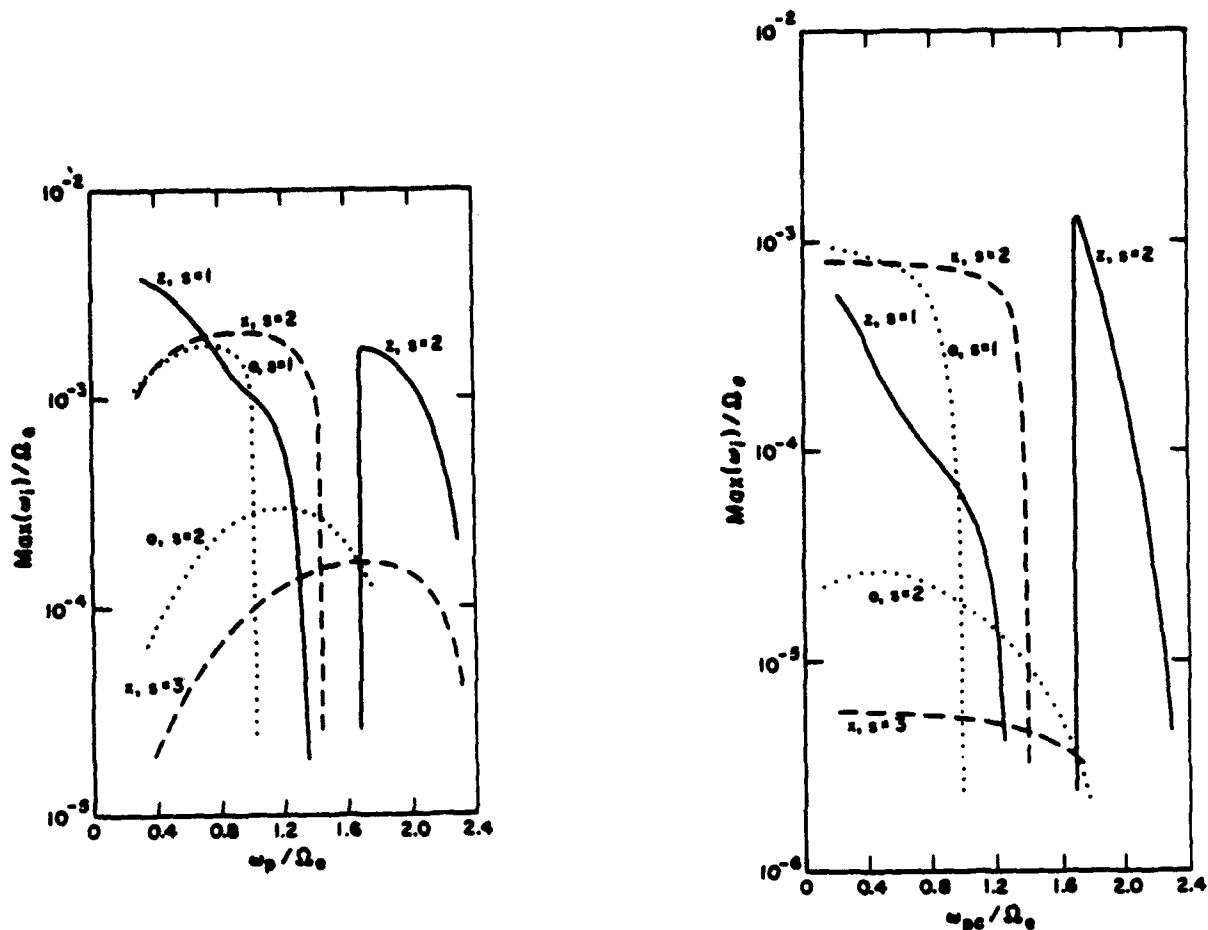 10⁻²
10⁻³
10⁻⁴
10⁻⁵
Max(ωᵢ)/Ωₑ
z, s=1
x, s=2
o, s=1
z, s=2
o, s=2
x, s=3
0 0.4 0.8 1.2 1.6 2.0 2.4
ωₚ/Ωₑ
10⁻²
10⁻³
10⁻⁴
10⁻⁵
10⁻⁶
Max(ωᵢ)/Ωₑ
x, s=2
z, s=2
z, s=1
o, s=1
o, s=2
x, s=3
0 0.4 0.8 1.2 1.6 2.0 2.4